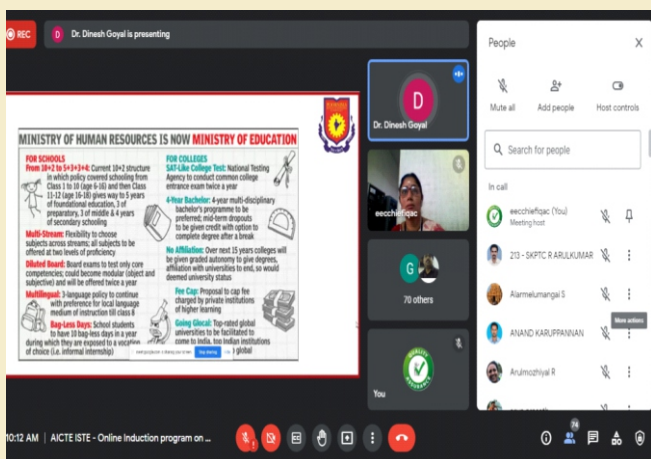 REC
D Dr. Dinesh Goyal is presenting
MINISTRY OF HUMAN RESOURCES IS NOW MINISTRY OF EDUCATION
FOR SCHOOLS
From 10+2 to 5+3+3+4: Current 10+2 structure
in which policy covered schooling from
Class 1 to 10 (age 6-16) and then Class
11-12 (age 16-18) gives way to 5 years
of foundational education, 3 of
preparatory, 3 of middle & 4 years
of secondary schooling
Multi-Stream: Flexibility to choose
subjects across streams; all subjects to be
offered at two levels of proficiency
Diluted Board: Board exams to test only core
competencies; could become modular (object and
subjective) and will be offered twice a year
Multilingual: 3-language policy to continue
with preference for local language
medium of instruction till class 8
Bag-Less Days: School students
to have 10 bag-less days in a year
during which they are exposed to a vocation
of choice (i.e. informal internship)
FOR COLLEGES
SAT-Like College Test: National Testing
Agency to conduct common college
entrance exam twice a year
4-Year Bachelor: 4-year multi-disciplinary
bachelor's programme to be
preferred; mid-term dropouts
to be given credit with option to
complete degree after a break
No Affiliation: Over next 15 years colleges will
be given graded autonomy to give degrees,
affiliation with universities to end, so would
deemed university status
Fee Cap: Proposal to cap fee
charged by private institutions
of higher learning
Going Glocal: Top-rated global
universities to be facilitated to
come to India, top Indian institutions
global
Stop sharing
D
Dr. Dinesh Goyal
eecchiefiqac
G
70 others
QUALITY
ASSURANCE
You
People
Mute all
Add people
Host controls
Search for people
In call
eecchiefiqac (You)
Meeting host
213 - SKPTC R ARULKUMAR
Alarmelumangai S
More actions
ANAND KARUPPANNAN
Arulmozhiyal R
10:12 AM | AICTE ISTE - Online Induction program on ...
74